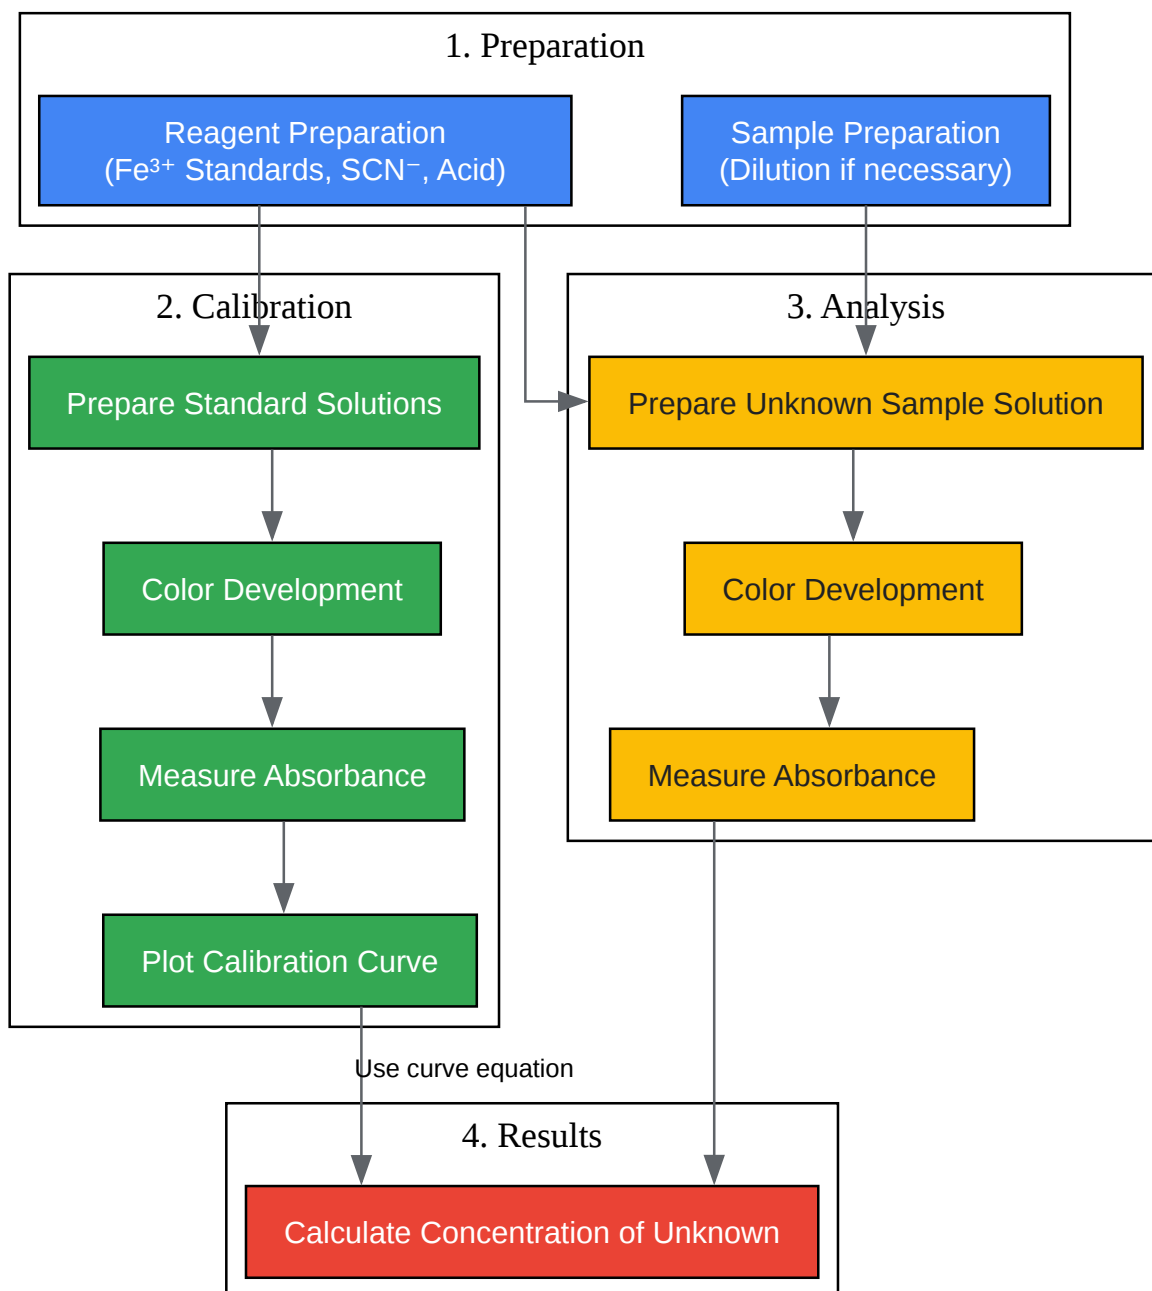 1. Preparation
Reagent Preparation
(Fe³⁺ Standards, SCN⁻, Acid)
Sample Preparation
(Dilution if necessary)
2. Calibration
Prepare Standard Solutions
Color Development
Measure Absorbance
Plot Calibration Curve
3. Analysis
Prepare Unknown Sample Solution
Color Development
Measure Absorbance
Use curve equation
4. Results
Calculate Concentration of Unknown